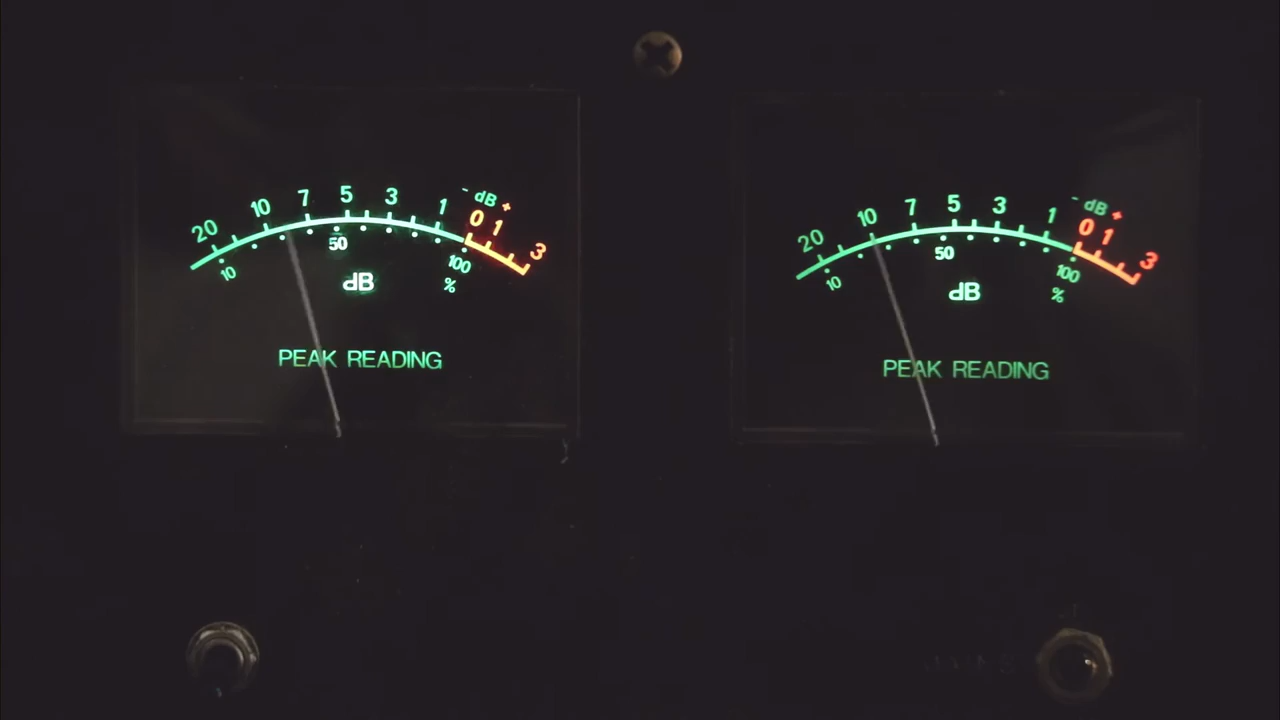 20 10 7 5 3 1 - dB +
0 1 3
10 50 100
%
dB
PEAK READING
20 10 7 5 3 1 - dB +
0 1 3
10 50 100
%
dB
PEAK READING